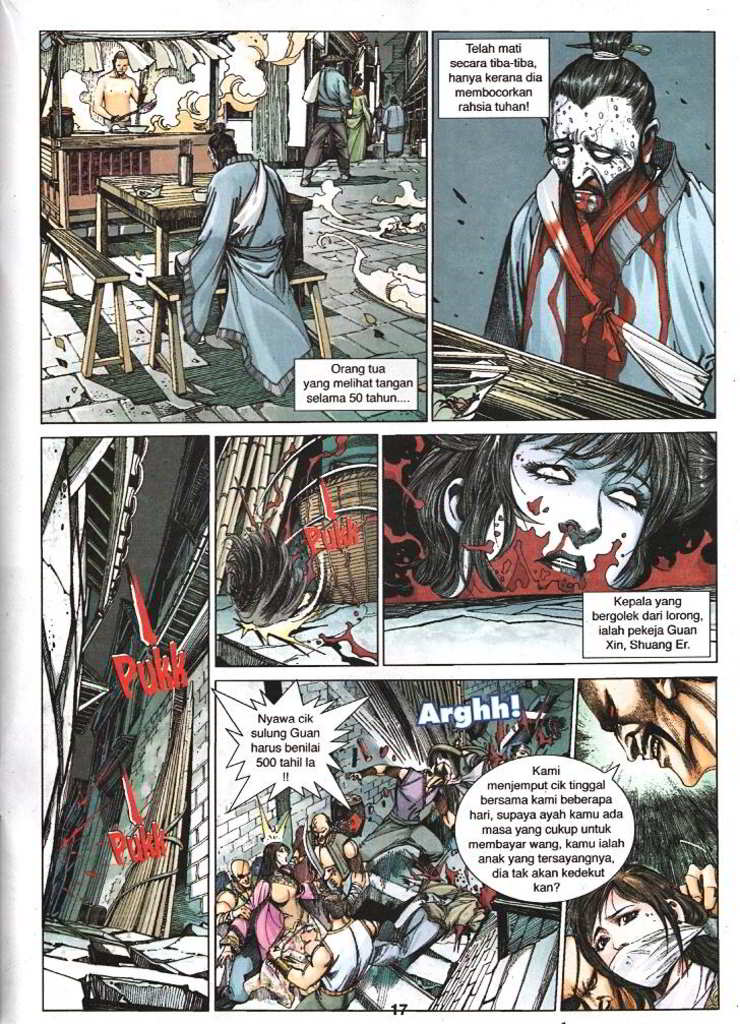 Telah mati
secara tiba-tiba,
hanya kerana dia
membocorkan
rahsia tuhan!
Orang tua
yang melihat tangan
selama 50 tahun....
Pukk
Pukk
Pukk
Kepala yang
bergolek dari lorong,
ialah pekeja Guan
Xin, Shuang Er.
Nyawa cik
sulung Guan
harus benilai
500 tahil la
!!
Arghh!
Kami
menjemput cik tinggal
bersama kami beberapa
hari, supaya ayah kamu ada
masa yang cukup untuk
membayar wang, kamu ialah
anak yang tersayangnya,
dia tak akan kedekut
kan?
17